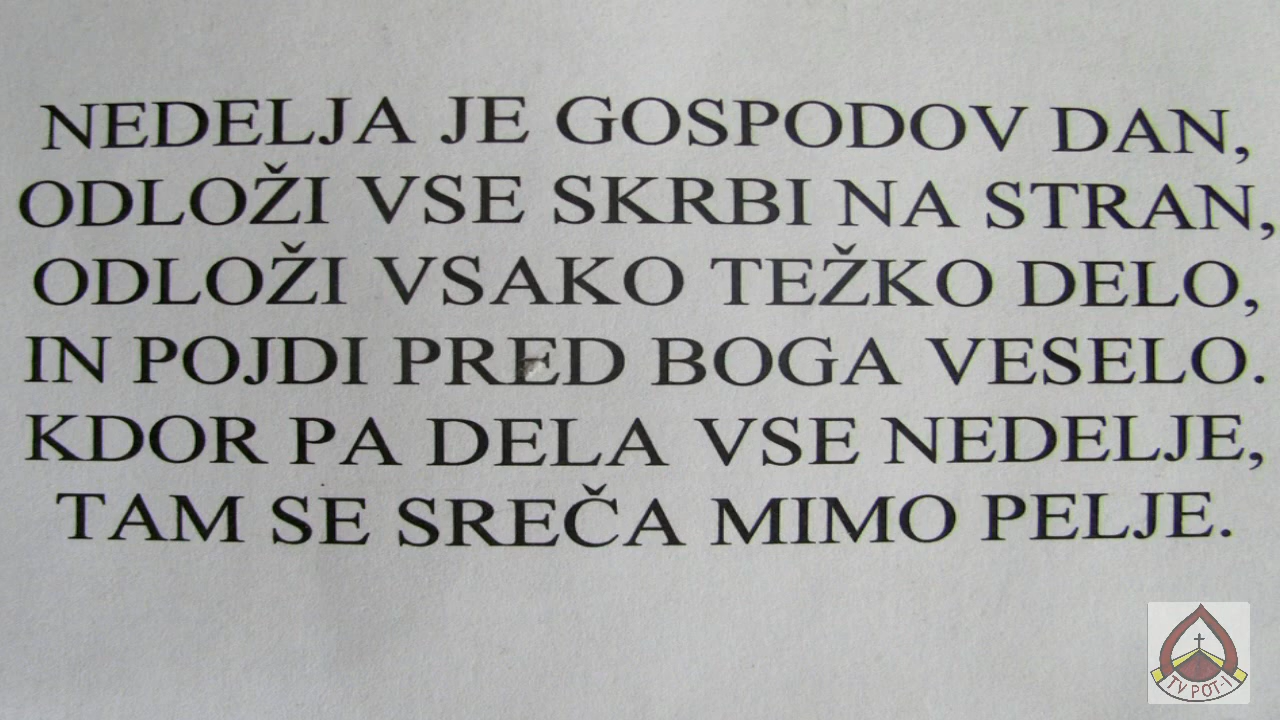 NEDELJA JE GOSPODOV DAN,
ODLOŽI VSE SKRBI NA STRAN,
ODLOŽI VSAKO TEŽKO DELO,
IN POJDI PRED BOGA VESELO.
KDOR PA DELA VSE NEDELJE,
TAM SE SREČA MIMO PELJE.
TV POT-1